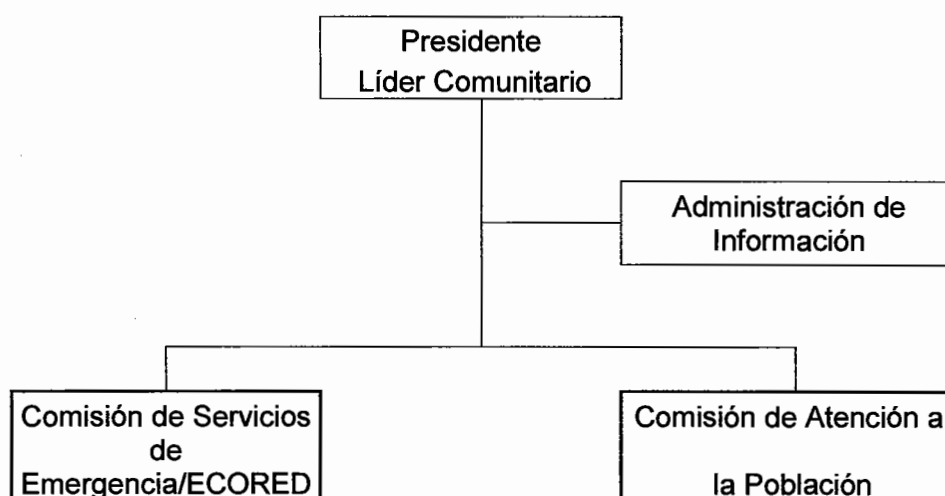 Presidente
Líder Comunitario
Administración de
Información
Comisión de Servicios
de
Emergencia/ECORED
Comisión de Atención a
la Población